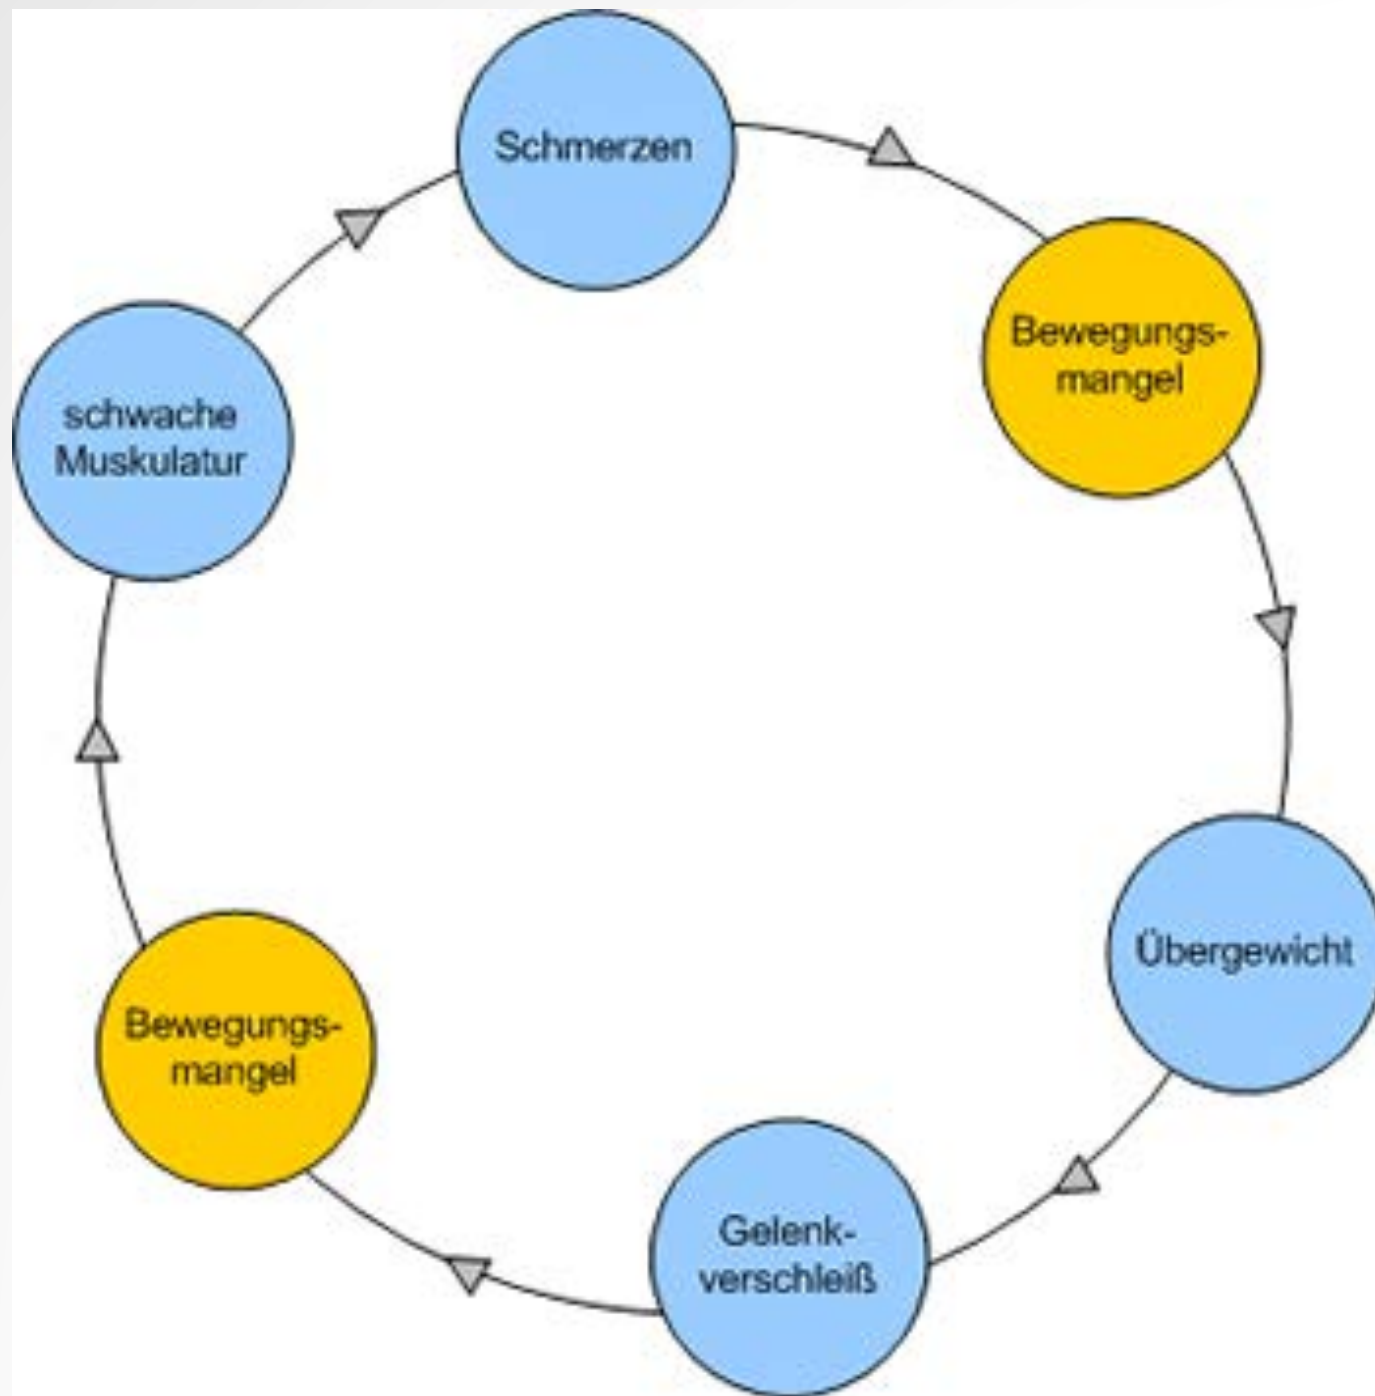 Schmerzen
Bewegungs-
mangel
Übergewicht
Gelenk-
verschleiß
Bewegungs-
mangel
schwache
Muskulatur